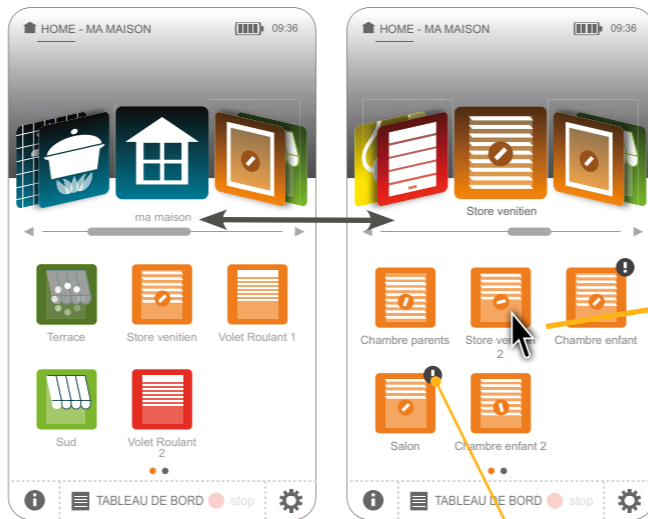 HOME - MA MAISON
09:36
ma maison
Terrace
Store venitien
Volet Roulant 1
Sud
Volet Roulant
2
TABLEAU DE BORD
stop
HOME - MA MAISON
09:36
Store venitien
Chambre parents
Store venitien
2
Chambre enfant
Salon
Chambre enfant 2
TABLEAU DE BORD
stop